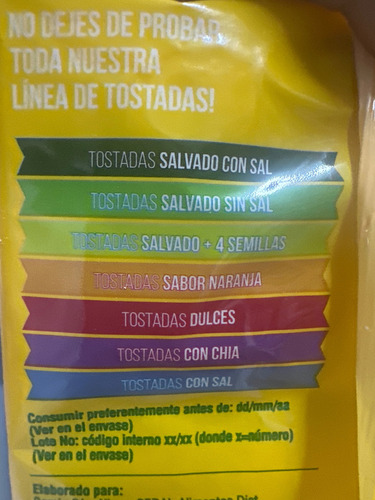 NO DEJES DE PROBAR
TODA NUESTRA
LÍNEA DE TOSTADAS!
TOSTADAS SALVADO CON SAL
TOSTADAS SALVADO SIN SAL
TOSTADAS SALVADO + 4 SEMILLAS
TOSTADAS SABOR NARANJA
TOSTADAS DULCES
TOSTADAS CON CHIA
TOSTADAS CON SAL
Consumir preferentemente antes de: dd/mm/aa
(Ver en el envase)
Lote No: código interno xx/xx (donde x=número)
(Ver en el envase)
Elaborado para: